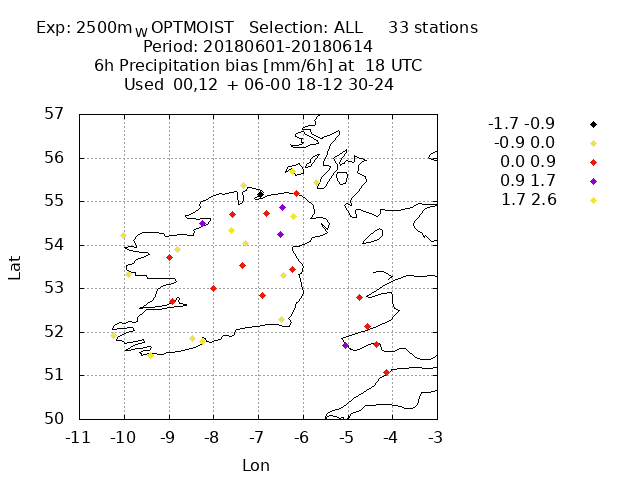 Exp: 2500m_W OPTMOIST Selection: ALL 33 stations
Period: 20180601-20180614
6h Precipitation bias [mm/6h] at 18 UTC
Used 00,12 + 06-00 18-12 30-24
-1.7 -0.9
-0.9 0.0
0.0 0.9
0.9 1.7
1.7 2.6
57
56
55
54
53
52
51
50
Lat
-11 -10 -9 -8 -7 -6 -5 -4 -3
Lon